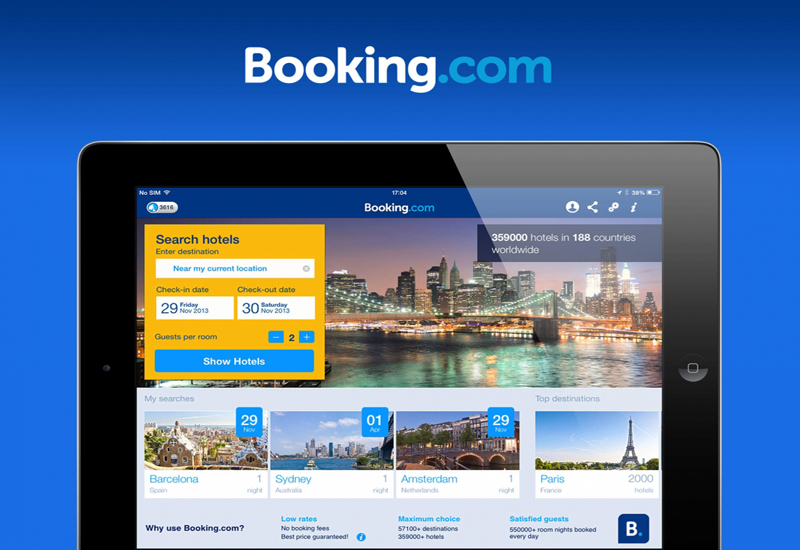 Booking.com
No SIM
17:04
38%
3616
Booking.com
Search hotels
Enter destination
Near my current location
Check-in date
Check-out date
29 Friday
Nov 2013
30 Saturday
Nov 2013
Guests per room
2
Show Hotels
359000 hotels in 188 countries
worldwide
My searches
Top destinations
29
Nov
01
Apr
29
Nov
Barcelona 1
Spain night
Sydney 1
Australia night
Amsterdam 1
Netherlands night
Paris 2000
France hotels
Why use Booking.com?
Low rates
No booking fees
Best price guaranteed!
Maximum choice
57100+ destinations
359000+ hotels
Satisfied guests
550000+ room nights booked
every day
B.